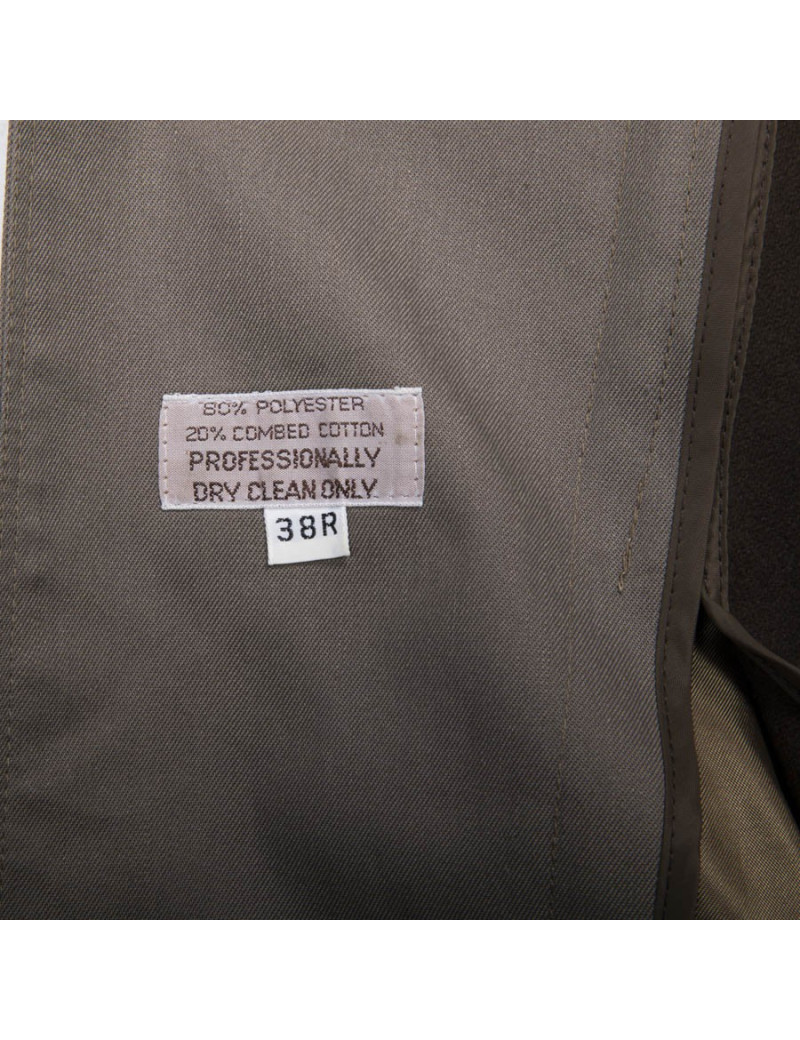 80% POLYESTER
20% COMBED COTTON
PROFESSIONALLY
DRY CLEAN ONLY
38R